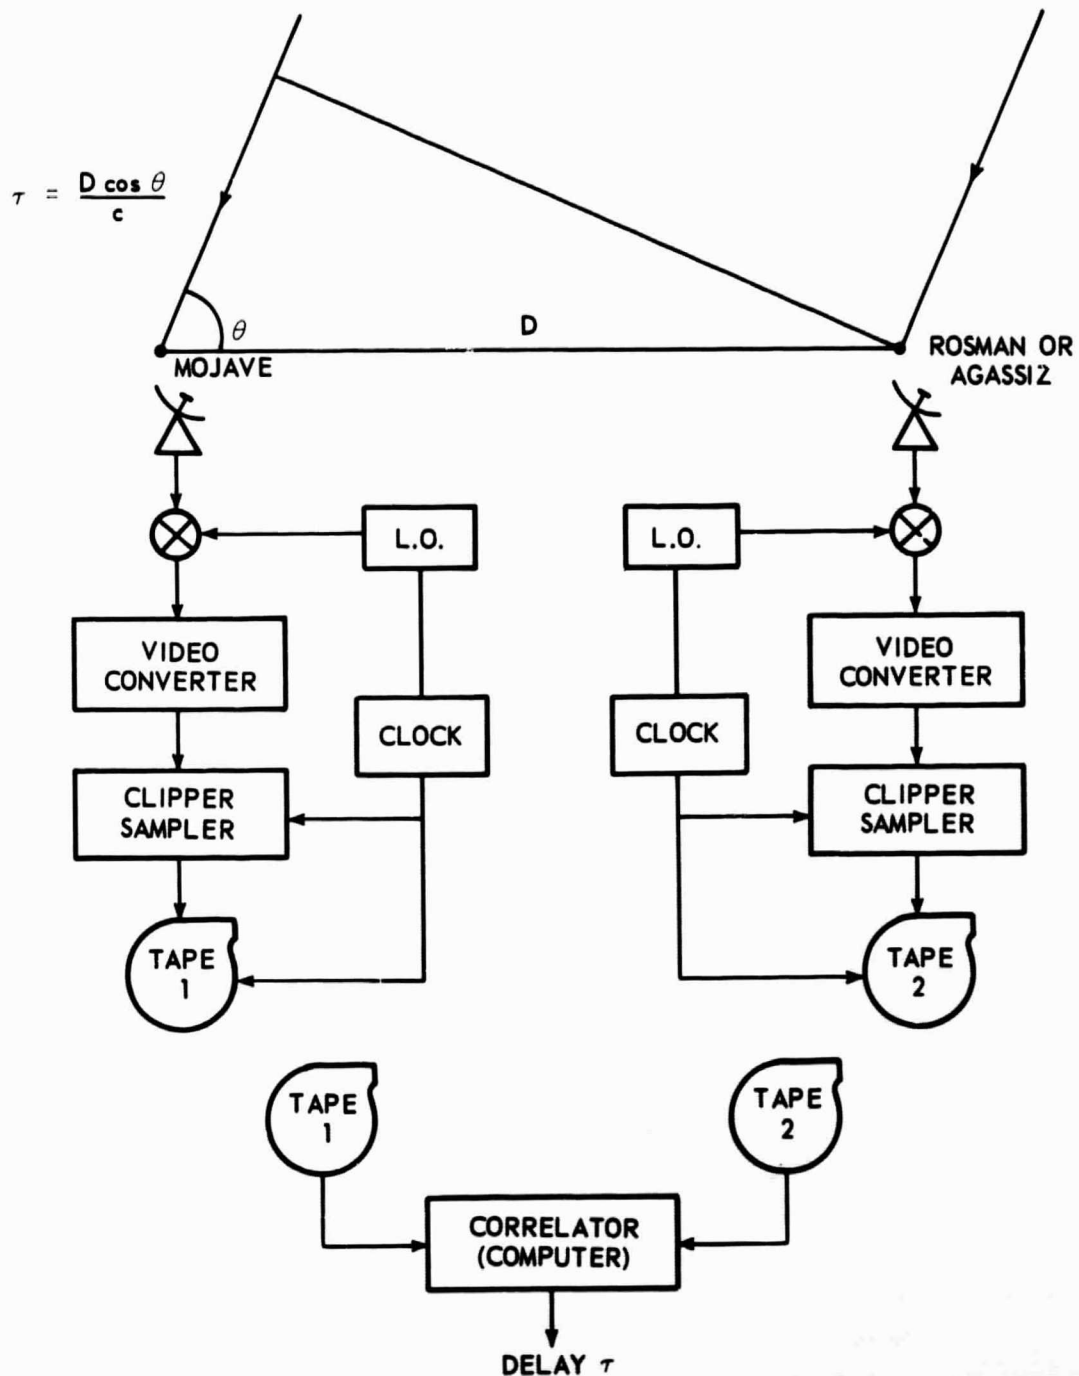 τ = D cos θ / c
θ
D
MOJAVE
ROSMAN OR
AGASSIZ
L.O.
L.O.
VIDEO
CONVERTER
VIDEO
CONVERTER
CLOCK
CLOCK
CLIPPER
SAMPLER
CLIPPER
SAMPLER
TAPE
1
TAPE
2
TAPE
1
TAPE
2
CORRELATOR
(COMPUTER)
DELAY τ